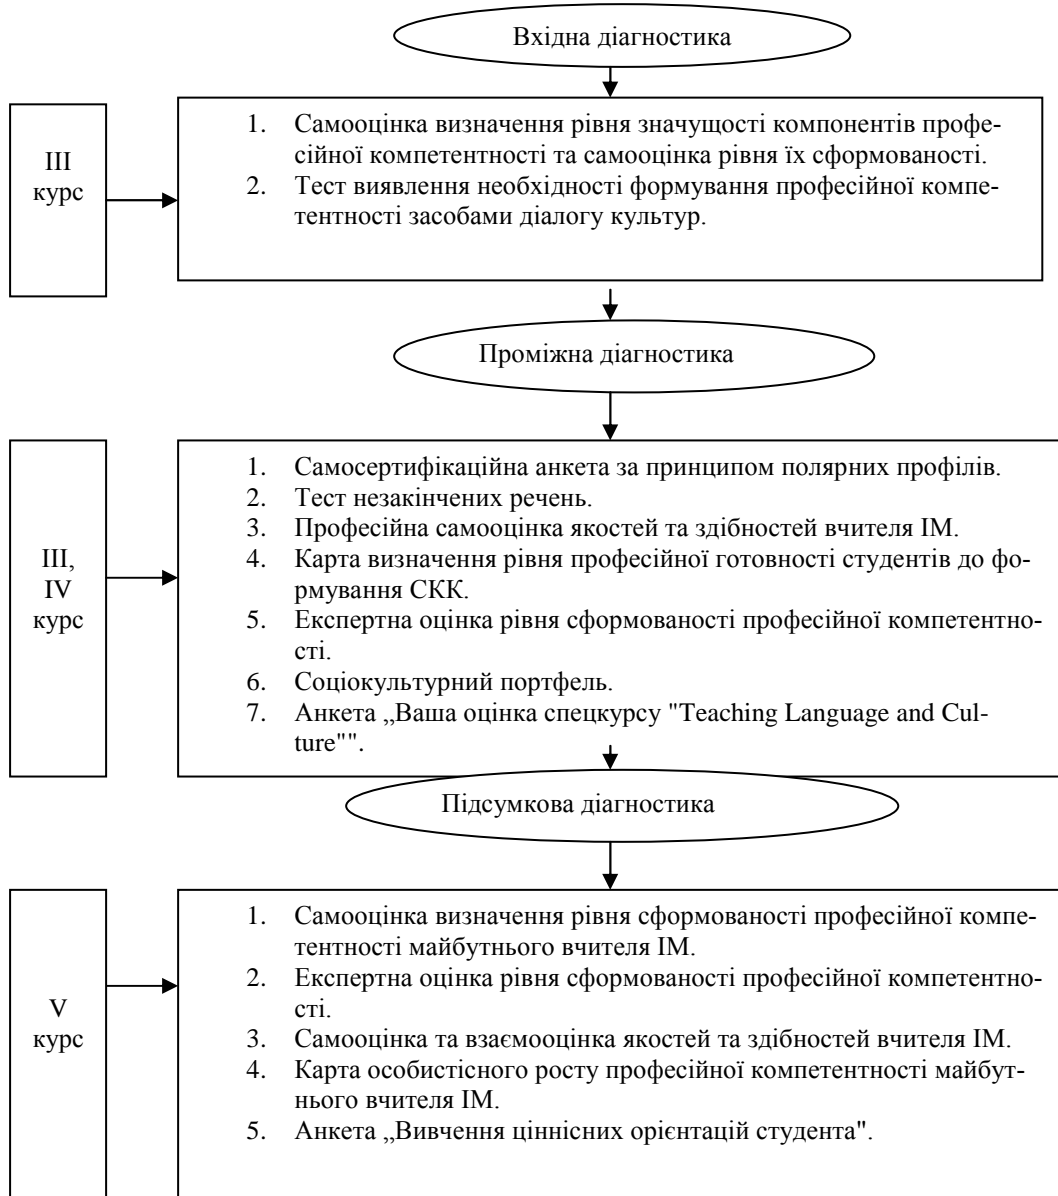 Вхідна діагностика
III
курс
1. Самооцінка визначення рівня значущості компонентів профе-
сійної компетентності та самооцінка рівня їх сформованості.
2. Тест виявлення необхідності формування професійної компе-
тентності засобами діалогу культур.
Проміжна діагностика
III,
IV
курс
1. Самосертифікаційна анкета за принципом полярних профілів.
2. Тест незакінчених речень.
3. Професійна самооцінка якостей та здібностей вчителя ІМ.
4. Карта визначення рівня професійної готовності студентів до фо-
рмування СКК.
5. Експертна оцінка рівня сформованості професійної компетентно-
сті.
6. Соціокультурний портфель.
7. Анкета „Ваша оцінка спецкурсу "Teaching Language and Cul-
ture"".
Підсумкова діагностика
V
курс
1. Самооцінка визначення рівня сформованості професійної компе-
тентності майбутнього вчителя ІМ.
2. Експертна оцінка рівня сформованості професійної компетентно-
сті.
3. Самооцінка та взаємооцінка якостей та здібностей вчителя ІМ.
4. Карта особистісного росту професійної компетентності майбут-
нього вчителя ІМ.
5. Анкета „Вивчення ціннісних орієнтацій студента".